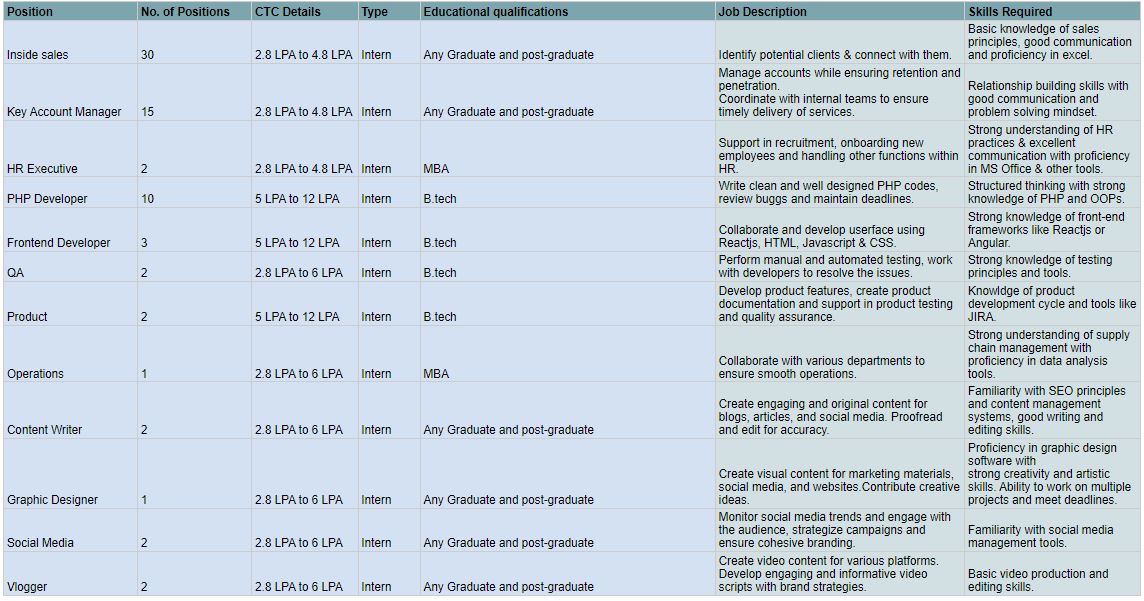 Position No. of Positions CTC Details Type Educational qualifications Job Description Skills Required
Basic knowledge of sales
principles, good communication
Inside sales 30 2.8 LPA to 4.8 LPA Intern Any Graduate and post-graduate Identify potential clients & connect with them. and proficiency in excel.
Manage accounts while ensuring retention and
penetration. Relationship building skills with
Coordinate with internal teams to ensure good communication and
Key Account Manager 15 2.8 LPA to 4.8 LPA Intern Any Graduate and post-graduate timely delivery of services. problem solving mindset.
Strong understanding of HR
Support in recruitment, onboarding new practices & excellent
employees and handling other functions within communication with proficiency
HR Executive 2 2.8 LPA to 4.8 LPA Intern MBA HR. in MS Office & other tools.
Write clean and well designed PHP codes, Structured thinking with strong
PHP Developer 10 5 LPA to 12 LPA Intern B.tech review buggs and maintain deadlines. knowledge of PHP and OOPs.
Strong knowledge of front-end
Collaborate and develop userface using frameworks like Reactjs or
Frontend Developer 3 5 LPA to 12 LPA Intern B.tech Reactjs, HTML, Javascript & CSS. Angular.
Perform manual and automated testing, work Strong knowledge of testing
QA 2 2.8 LPA to 6 LPA Intern B.tech with developers to resolve the issues. principles and tools.
Develop product features, create product Knowldge of product
documentation and support in product testing development cycle and tools like
Product 2 5 LPA to 12 LPA Intern B.tech and quality assurance. JIRA.
Strong understanding of supply
chain management with
Collaborate with various departments to proficiency in data analysis
Operations 1 2.8 LPA to 6 LPA Intern MBA ensure smooth operations. tools.
Familiarity with SEO principles
Create engaging and original content for and content management
blogs, articles, and social media. Proofread systems, good writing and
Content Writer 2 2.8 LPA to 6 LPA Intern Any Graduate and post-graduate and edit for accuracy. editing skills.
Proficiency in graphic design
software with
Create visual content for marketing materials, strong creativity and artistic
social media, and websites.Contribute creative skills. Ability to work on multiple
Graphic Designer 1 2.8 LPA to 6 LPA Intern Any Graduate and post-graduate ideas. projects and meet deadlines.
Monitor social media trends and engage with
the audience, strategize campaigns and Familiarity with social media
Social Media 2 2.8 LPA to 6 LPA Intern Any Graduate and post-graduate ensure cohesive branding. management tools.
Create video content for various platforms.
Develop engaging and informative video Basic video production and
Vlogger 2 2.8 LPA to 6 LPA Intern Any Graduate and post-graduate scripts with brand strategies. editing skills.